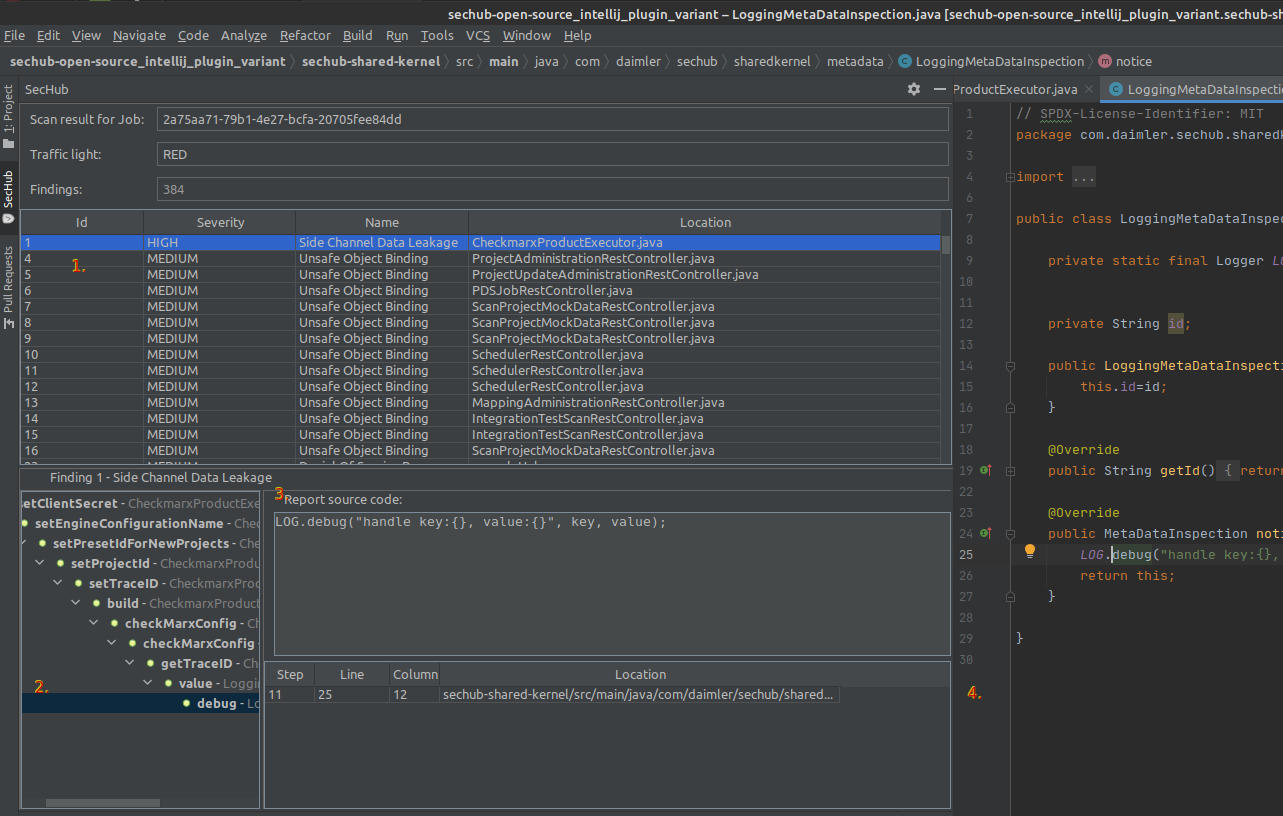 sechub-open-source_intellij_plugin_variant – LoggingMetaDataInspection.java [sechub-open-source_intellij_plugin_variant.sechub-sh
File Edit View Navigate Code Analyze Refactor Build Run Tools VCS Window Help
sechub-open-source_intellij_plugin_variant sechub-shared-kernel src main java com daimler sechub sharedkernel metadata LoggingMetaDataInspection notice
1: Project
SecHub
Pull Requests
SecHub
Scan result for Job: 2a75aa71-79b1-4e27-bcfa-20705fee84dd
Traffic light: RED
Findings: 384
Id Severity Name Location
1 HIGH Side Channel Data Leakage CheckmarxProductExecutor.java
4 MEDIUM Unsafe Object Binding ProjectAdministrationRestController.java
5 MEDIUM Unsafe Object Binding ProjectUpdateAdministrationRestController.java
6 MEDIUM Unsafe Object Binding PDSJobRestController.java
7 MEDIUM Unsafe Object Binding ScanProjectMockDataRestController.java
8 MEDIUM Unsafe Object Binding ScanProjectMockDataRestController.java
9 MEDIUM Unsafe Object Binding ScanProjectMockDataRestController.java
10 MEDIUM Unsafe Object Binding SchedulerRestController.java
11 MEDIUM Unsafe Object Binding SchedulerRestController.java
12 MEDIUM Unsafe Object Binding SchedulerRestController.java
13 MEDIUM Unsafe Object Binding MappingAdministrationRestController.java
14 MEDIUM Unsafe Object Binding IntegrationTestScanRestController.java
15 MEDIUM Unsafe Object Binding IntegrationTestScanRestController.java
16 MEDIUM Unsafe Object Binding ScanProjectMockDataRestController.java
1.
Finding 1 - Side Channel Data Leakage
setClientSecret - CheckmarxProductExe
setEngineConfigurationName - Chec
setPresetIdForNewProjects - Che
setProjectId - CheckmarxProdu
setTraceID - CheckmarxProd
build - CheckmarxProduct
checkMarxConfig - Ch
checkMarxConfig -
getTraceID - Ch
value - Loggin
debug - Lo
2.
3
Report source code:
LOG.debug("handle key:{}, value:{}", key, value);
Step Line Column Location
11 25 12 sechub-shared-kernel/src/main/java/com/daimler/sechub/shared...
ProductExecutor.java LoggingMetaDataInspecti
1 // SPDX-License-Identifier: MIT
2 package com.daimler.sechub.shared
3
4 import ...
6
7 public class LoggingMetaDataInspec
8
9 private static final Logger LO
10
11
12 private String id;
13
14 public LoggingMetaDataInspecti
15 this.id=id;
16 }
17
18 @Override
19 public String getId() { return
22
23 @Override
24 public MetaDataInspection noti
25 LOG.debug("handle key:{},
26 return this;
27 }
28
29 }
30
4.